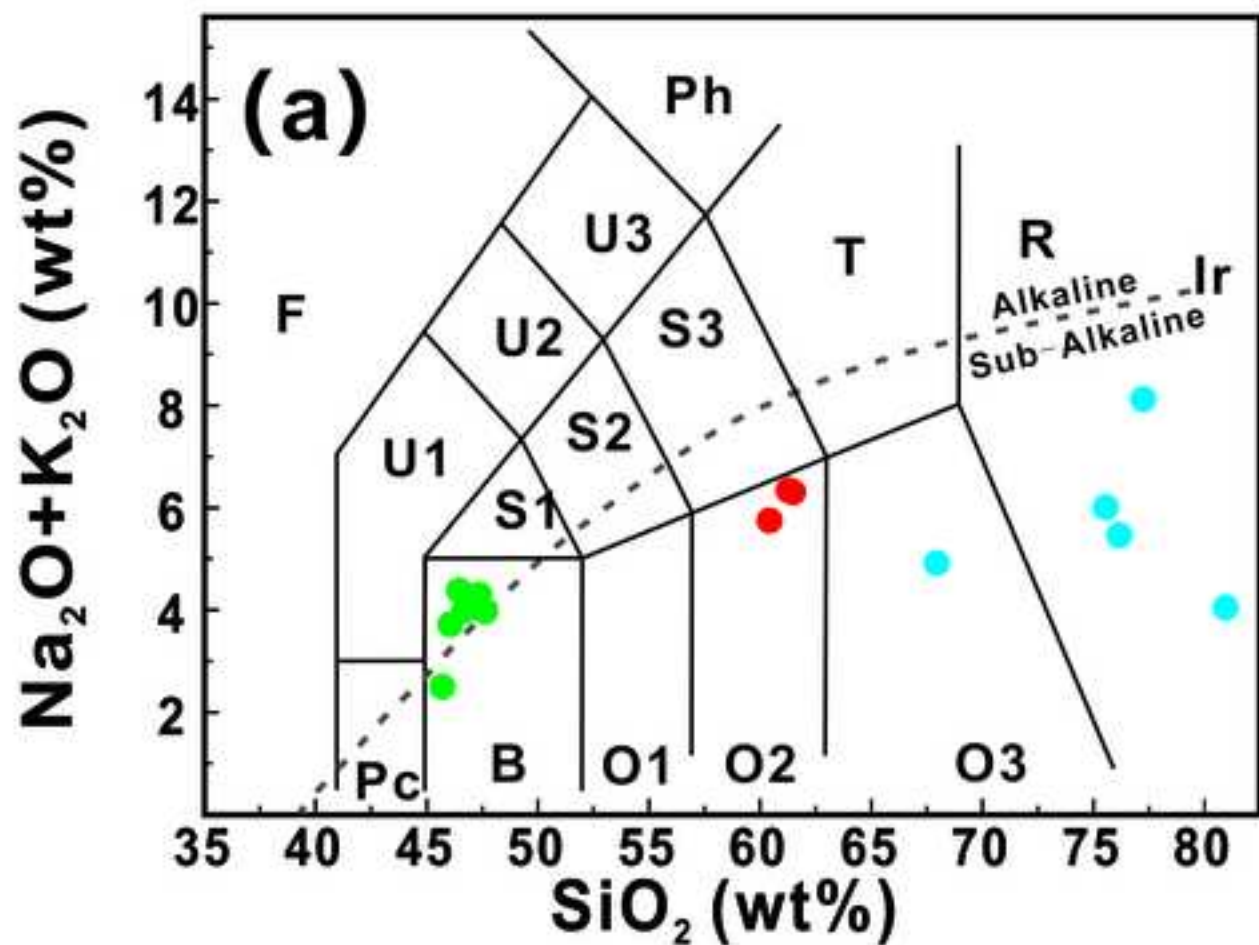 (a)
Ph
14
12
U3
T
R
Ir
10
F
Alkaline
U2
S3
Sub-Alkaline
8
S2
U1
6
S1
4
2
Pc
B
O1
O2
O3
35 40 45 50 55 60 65 70 75 80
Na₂O+K₂O (wt%)
SiO₂ (wt%)